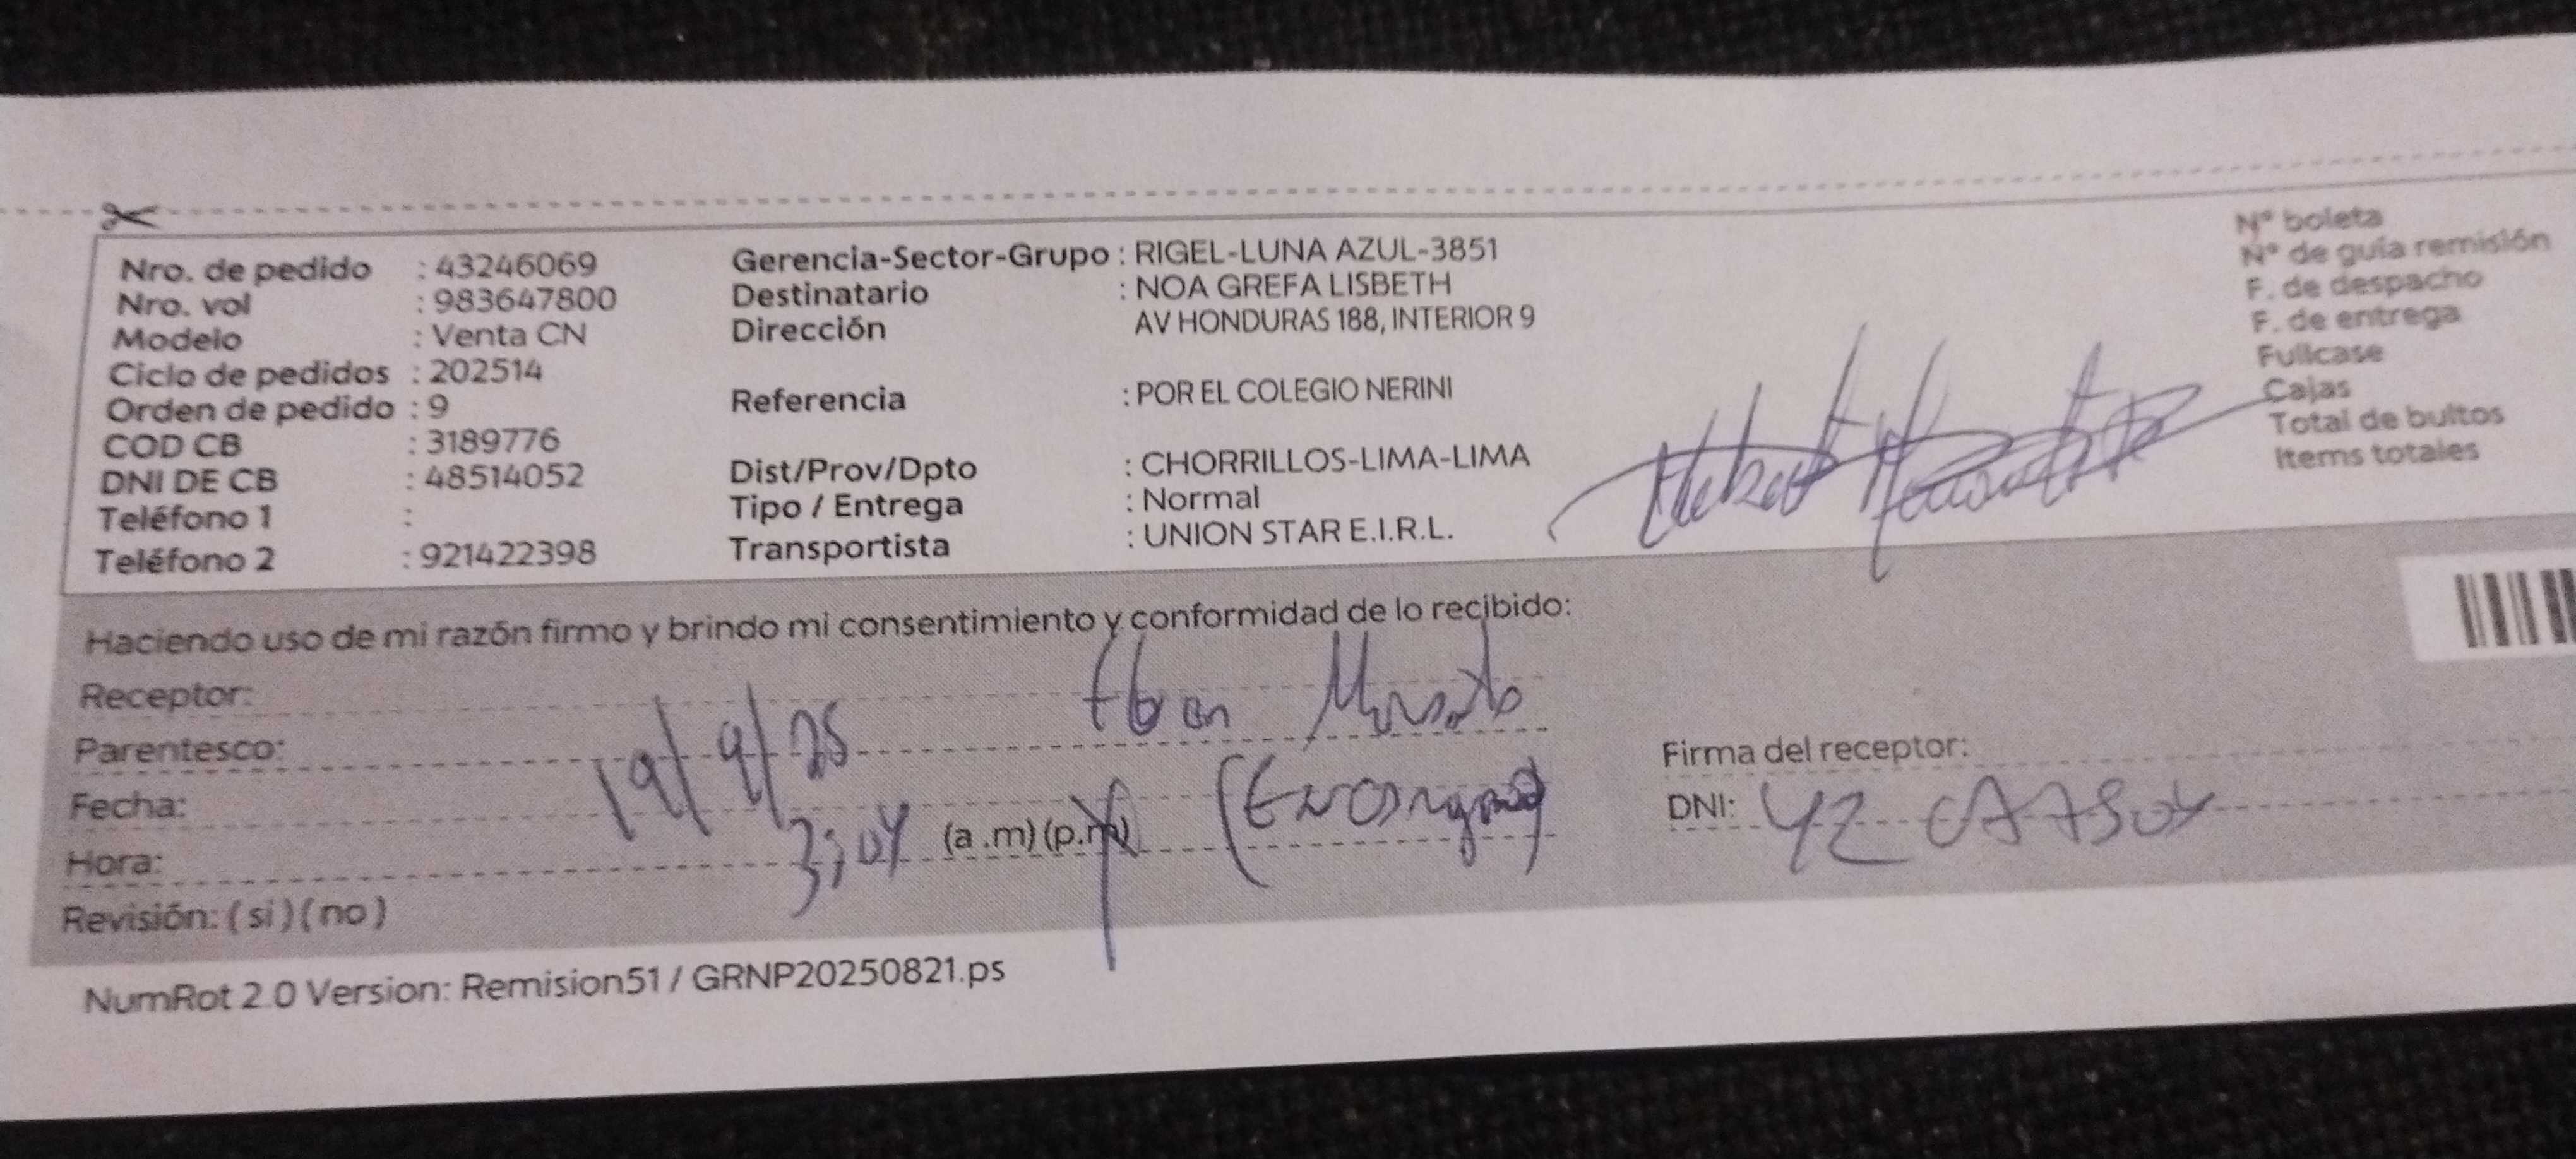 Nro. de pedido : 43246069
Nro. vol : 983647800
Modelo : Venta CN
Ciclo de pedidos : 202514
Orden de pedido : 9
COD CB : 3189776
DNI DE CB : 48514052
Teléfono 1 :
Teléfono 2 : 921422398
Gerencia-Sector-Grupo : RIGEL-LUNA AZUL-3851
Destinatario : NOA GREFA LISBETH
Dirección AV HONDURAS 188, INTERIOR 9
Referencia : POR EL COLEGIO NERINI
Dist/Prov/Dpto : CHORRILLOS-LIMA-LIMA
Tipo / Entrega : Normal
Transportista : UNION STAR E.I.R.L.
N° boleta
N° de guía remisión
F. de despacho
F. de entrega
Fullcase
Cajas
Total de bultos
Items totales
Haciendo uso de mi razón firmo y brindo mi consentimiento y conformidad de lo recibido:
Receptor:
Parentesco:
Fecha: 19/9/25
Hora: 3:04 (a.m) (p.m)
Revisión: ( si ) ( no )
Firma del receptor:
DNI:
NumRot 2.0 Version: Remision51 / GRNP20250821.ps